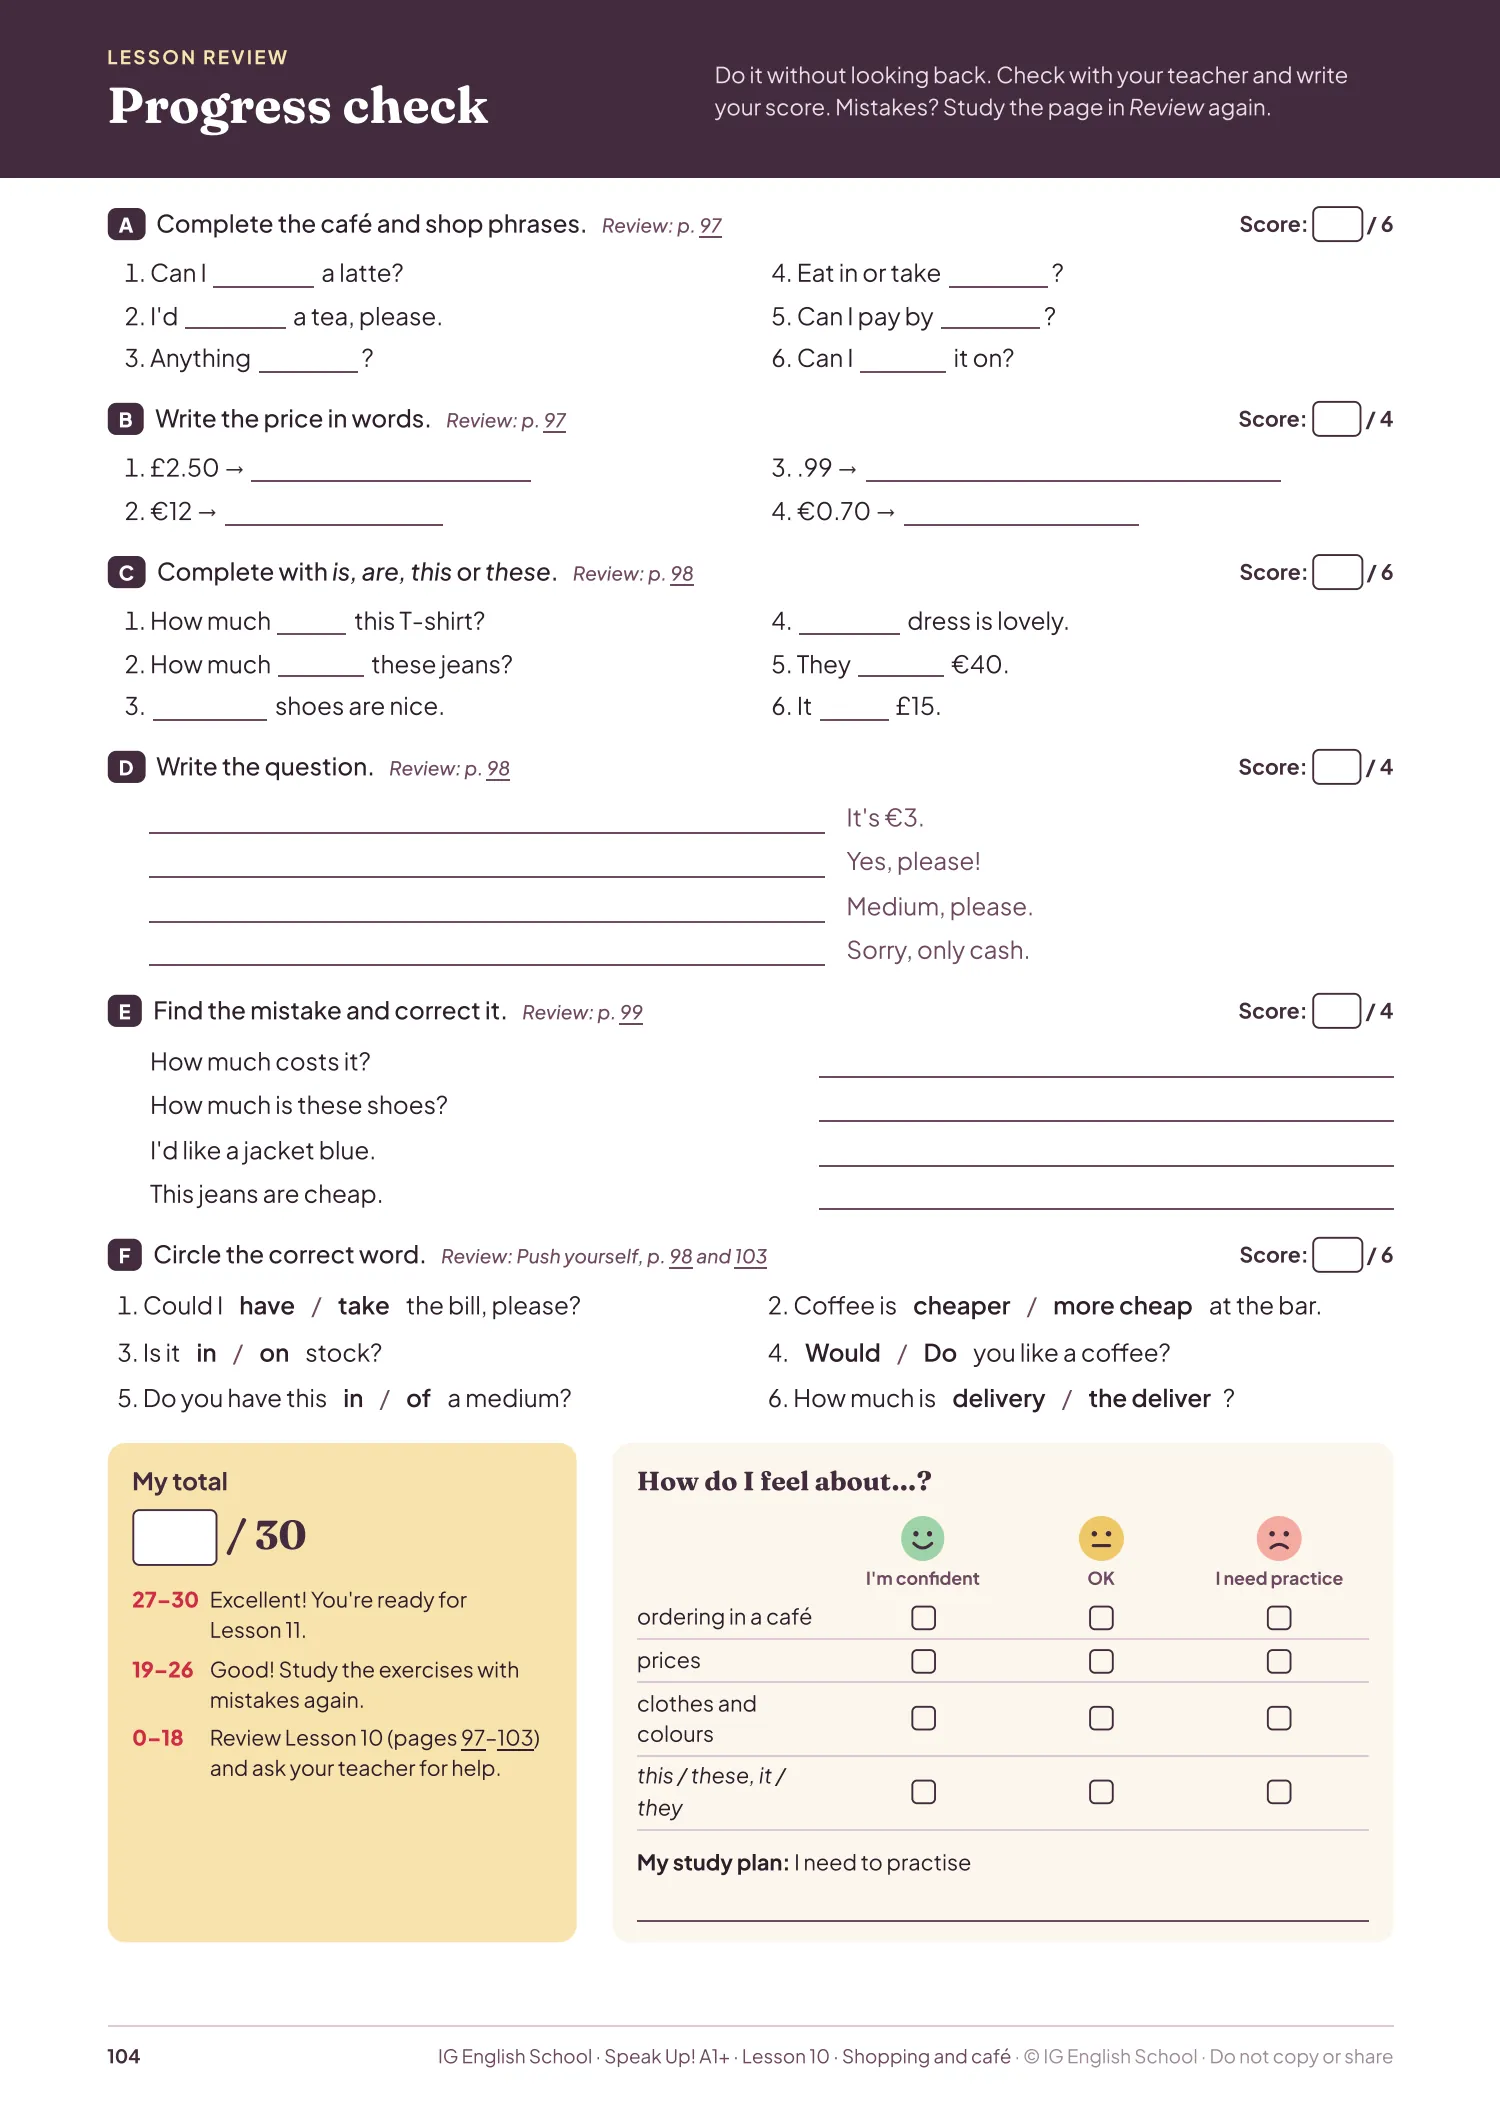 LESSON REVIEW
Progress check
Do it without looking back. Check with your teacher and write
your score. Mistakes? Study the page in Review again.
A Complete the café and shop phrases. Review: p. 97 Score: / 6
1. Can I ________ a latte?
2. I'd ________ a tea, please.
3. Anything ________?
4. Eat in or take ________?
5. Can I pay by ________?
6. Can I ________ it on?
B Write the price in words. Review: p. 97 Score: / 4
1. £2.50 → ________
2. €12 → ________
3. .99 → ________
4. €0.70 → ________
C Complete with is, are, this or these. Review: p. 98 Score: / 6
1. How much ________ this T-shirt?
2. How much ________ these jeans?
3. ________ shoes are nice.
4. ________ dress is lovely.
5. They ________ €40.
6. It ________ £15.
D Write the question. Review: p. 98 Score: / 4
It's €3.
Yes, please!
Medium, please.
Sorry, only cash.
E Find the mistake and correct it. Review: p. 99 Score: / 4
How much costs it?
How much is these shoes?
I'd like a jacket blue.
This jeans are cheap.
F Circle the correct word. Review: Push yourself, p. 98 and 103 Score: / 6
1. Could I have / take the bill, please?
2. Coffee is cheaper / more cheap at the bar.
3. Is it in / on stock?
4. Would / Do you like a coffee?
5. Do you have this in / of a medium?
6. How much is delivery / the deliver ?
My total
/ 30
27–30 Excellent! You're ready for
Lesson 11.
19–26 Good! Study the exercises with
mistakes again.
0–18 Review Lesson 10 (pages 97–103)
and ask your teacher for help.
How do I feel about…?
I'm confident OK I need practice
ordering in a café
prices
clothes and
colours
this / these, it /
they
My study plan: I need to practise
104 IG English School · Speak Up! A1+ · Lesson 10 · Shopping and café · © IG English School · Do not copy or share